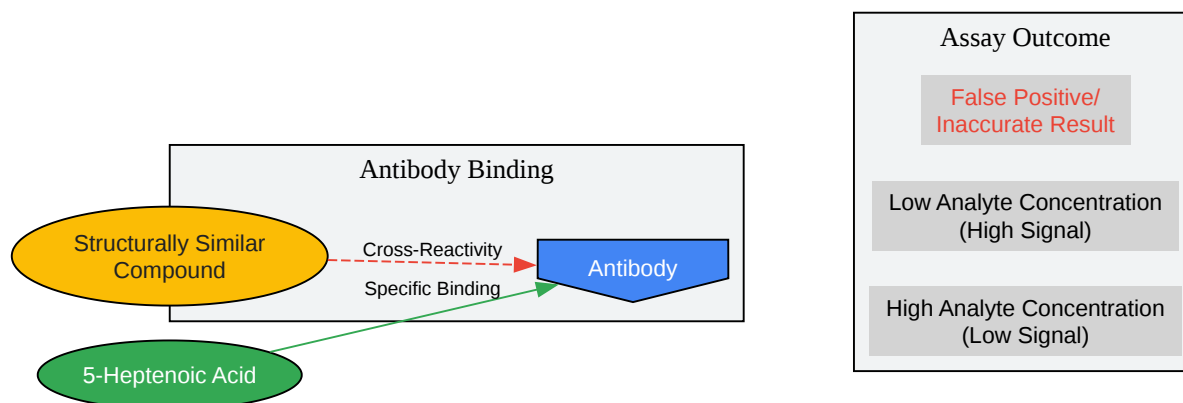 Antibody Binding
Structurally Similar
Compound
Cross-Reactivity
Specific Binding
Antibody
5-Heptenoic Acid
Assay Outcome
False Positive/
Inaccurate Result
Low Analyte Concentration
(High Signal)
High Analyte Concentration
(Low Signal)